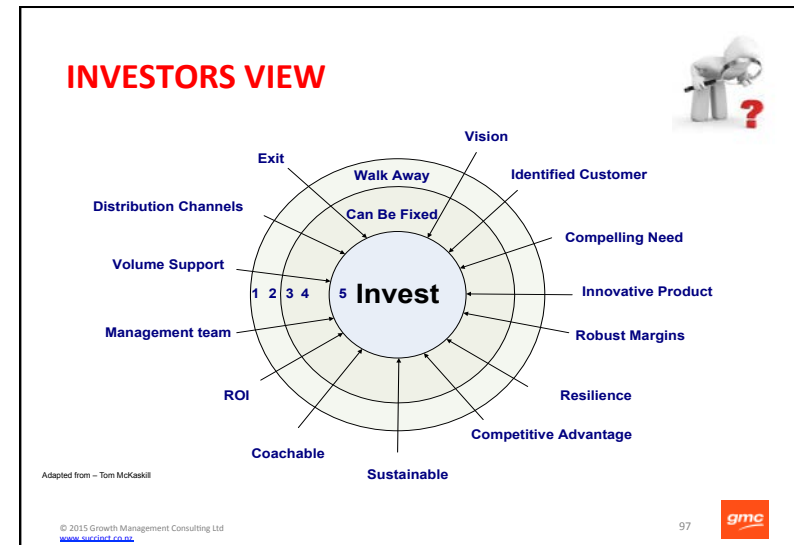 INVESTORS VIEW
?
Vision
Exit
Walk Away
Identified Customer
Distribution Channels
Can Be Fixed
Compelling Need
Volume Support
1 2 3 4 5 Invest
Innovative Product
Management team
Robust Margins
ROI
Resilience
Competitive Advantage
Coachable
Sustainable
Adapted from – Tom McKaskill
© 2015 Growth Management Consulting Ltd
www.succinct.co.nz
97
gmc